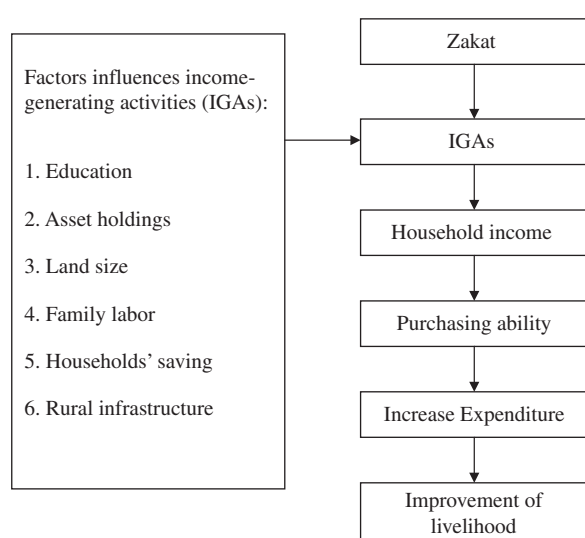 Factors influences income-
generating activities (IGAs):
1. Education
2. Asset holdings
3. Land size
4. Family labor
5. Households’ saving
6. Rural infrastructure
Zakat
IGAs
Household income
Purchasing ability
Increase Expenditure
Improvement of
livelihood